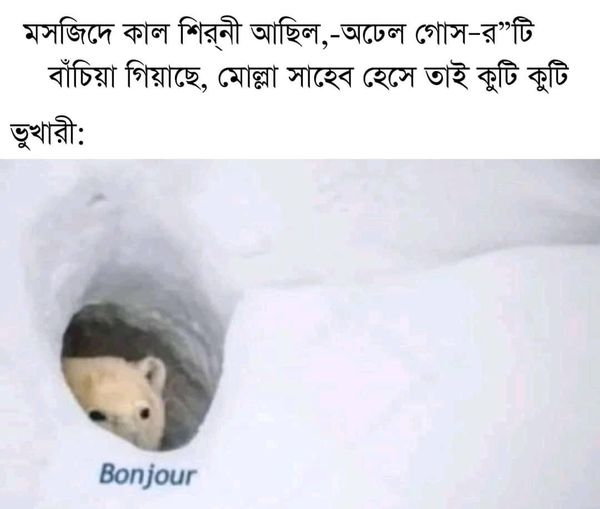 মসজিদে কাল শির্‌নী আছিল,-অঢেল গোস-র”টি
বাঁচিয়া গিয়াছে, মোল্লা সাহেব হেসে তাই কুটি কুটি
ভুখারী:
Bonjour